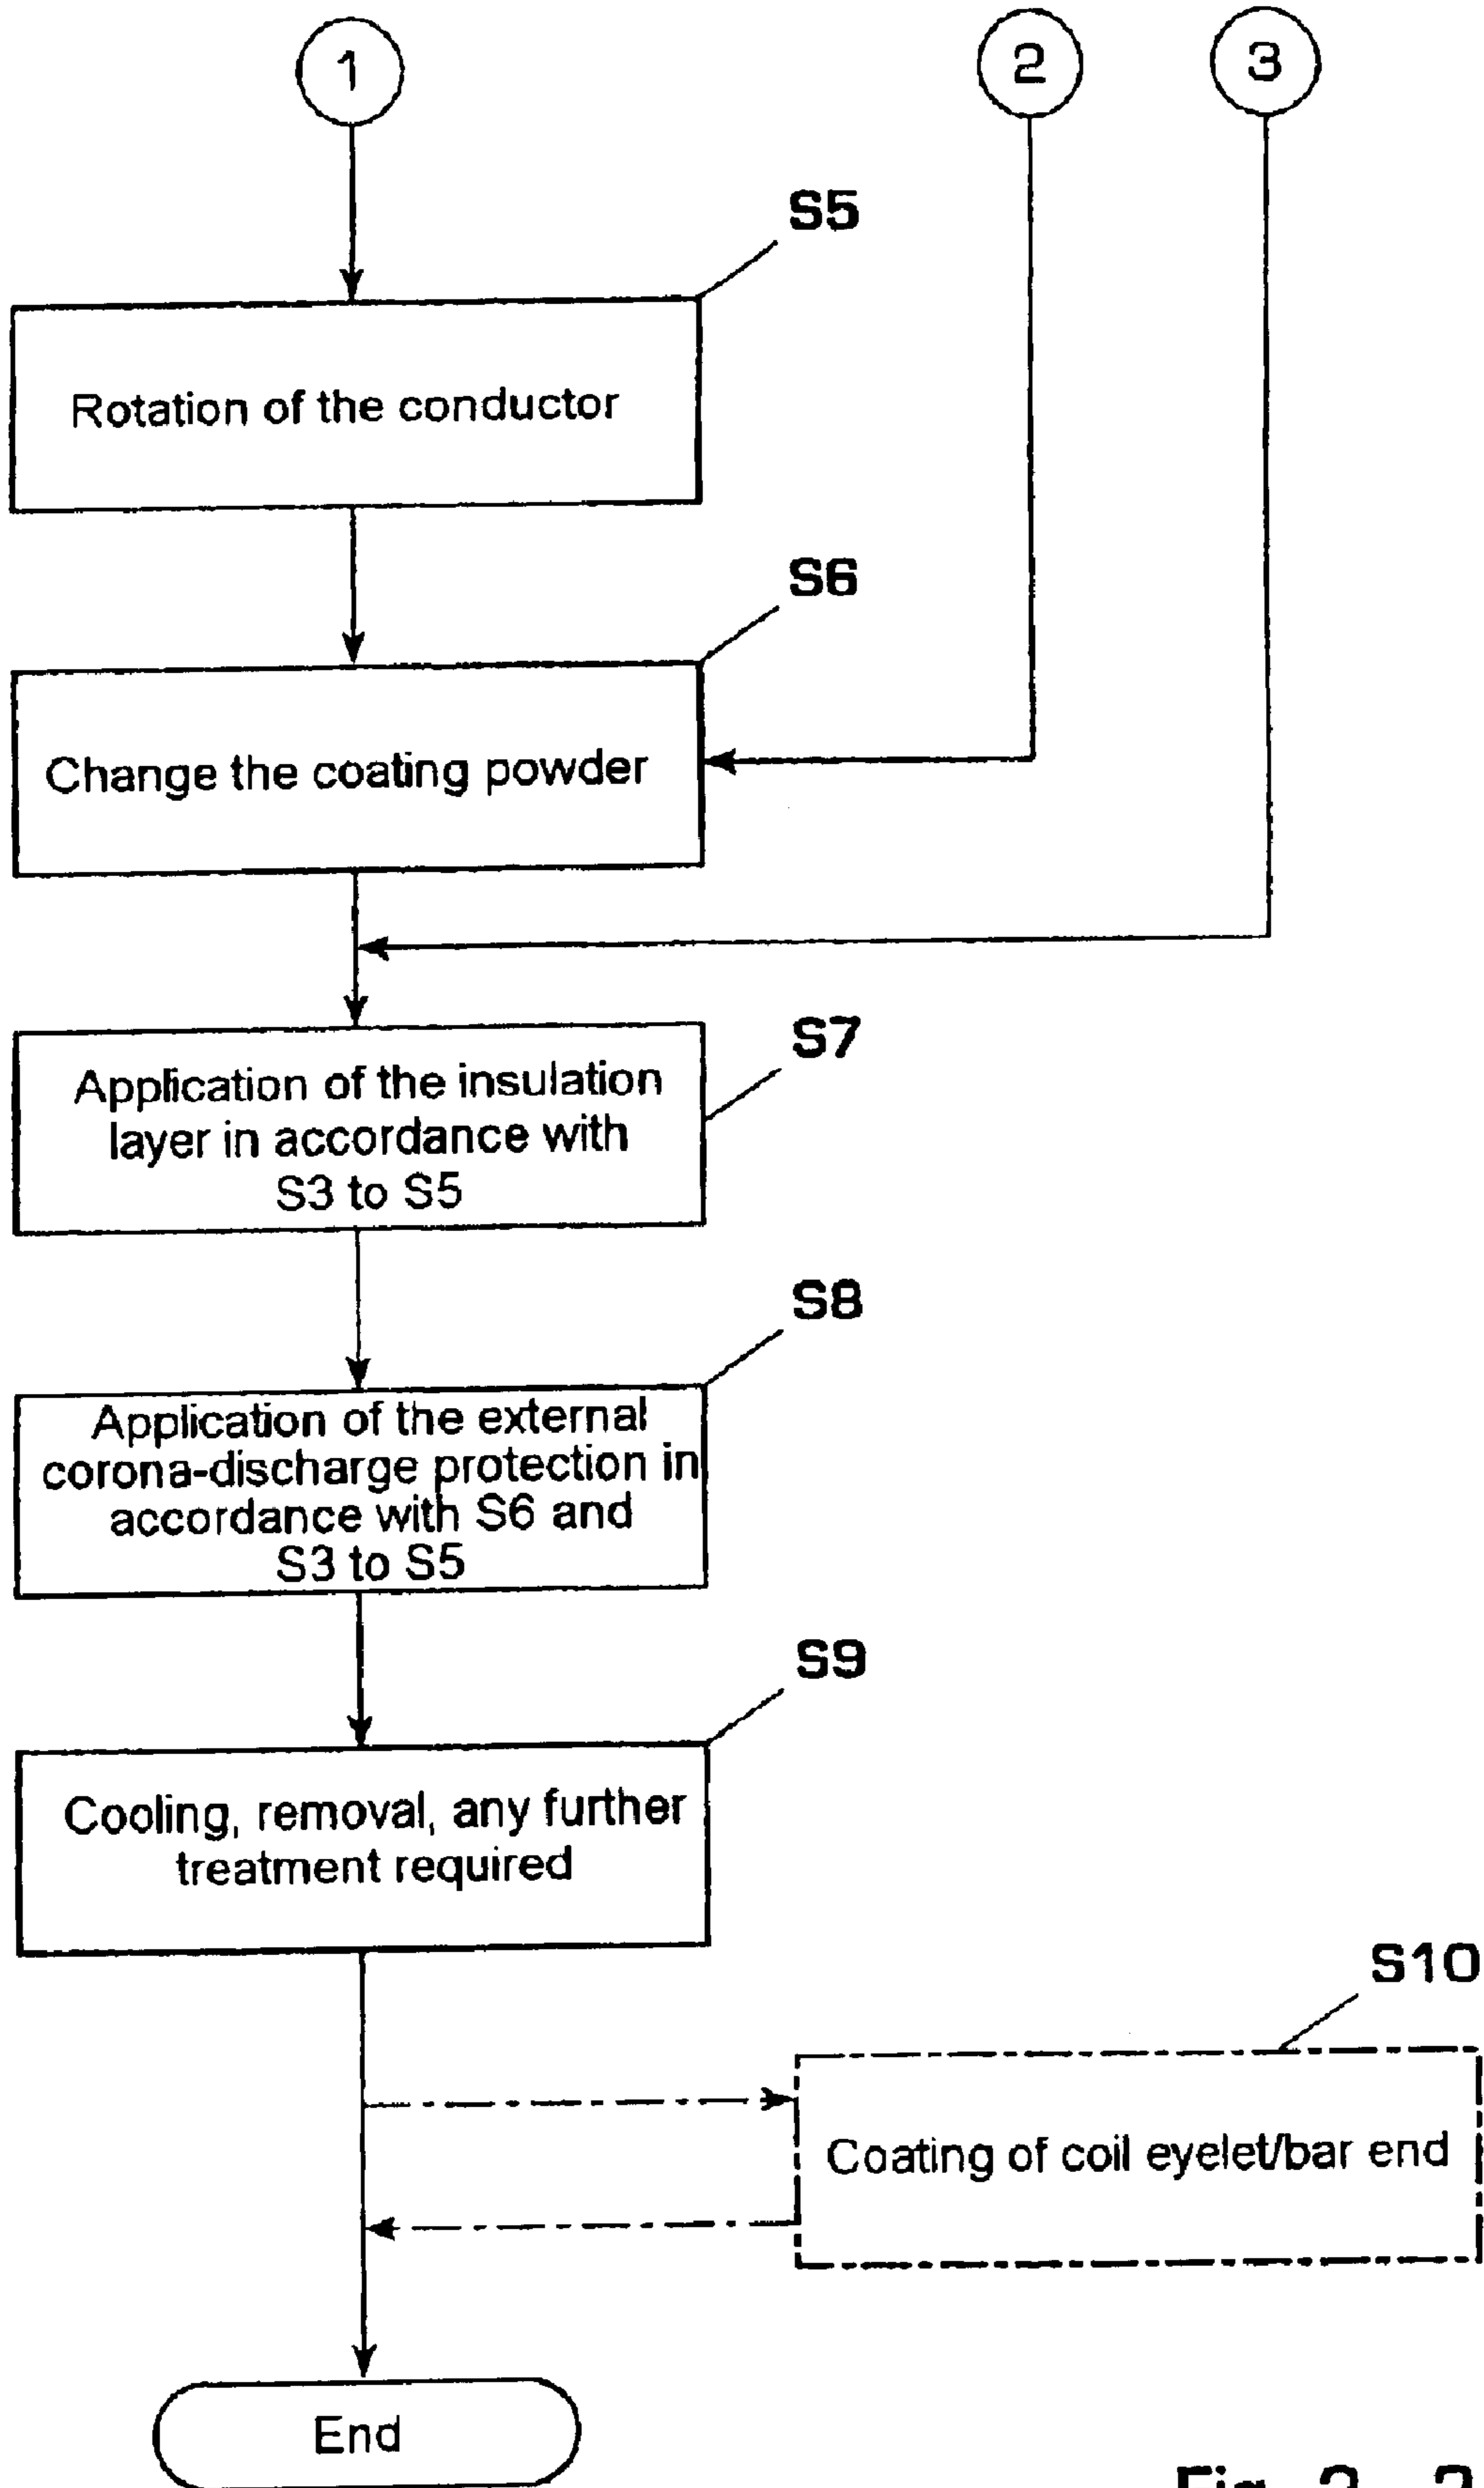 1
2
3
S5
Rotation of the conductor
S6
Change the coating powder
S7
Application of the insulation
layer in accordance with
S3 to S5
S8
Application of the external
corona-discharge protection in
accordance with S6 and
S3 to S5
S9
Cooling, removal, any further
treatment required
S10
Coating of coil eyelet/bar end
End